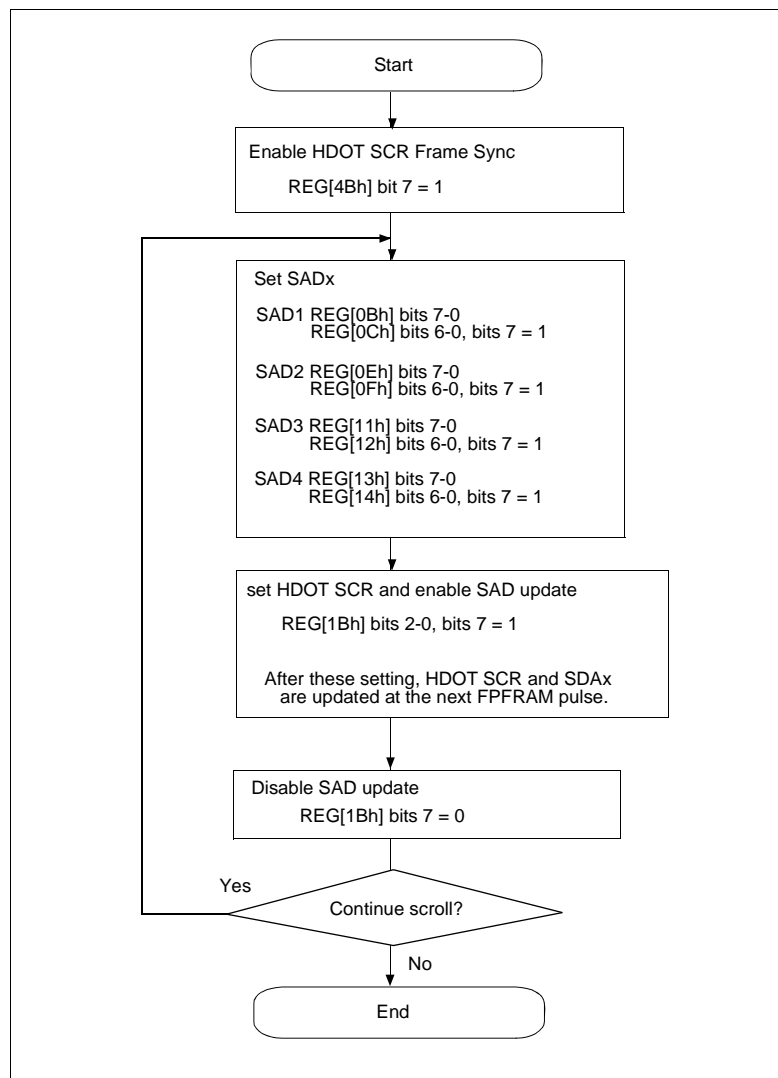 Start
Enable HDOT SCR Frame Sync
REG[4Bh] bit 7 = 1
Set SADx
SAD1 REG[0Bh] bits 7-0
REG[0Ch] bits 6-0, bits 7 = 1
SAD2 REG[0Eh] bits 7-0
REG[0Fh] bits 6-0, bits 7 = 1
SAD3 REG[11h] bits 7-0
REG[12h] bits 6-0, bits 7 = 1
SAD4 REG[13h] bits 7-0
REG[14h] bits 6-0, bits 7 = 1
set HDOT SCR and enable SAD update
REG[1Bh] bits 2-0, bits 7 = 1
After these setting, HDOT SCR and SDAx
are updated at the next FPFRAM pulse.
Disable SAD update
REG[1Bh] bits 7 = 0
Yes
Continue scroll?
No
End